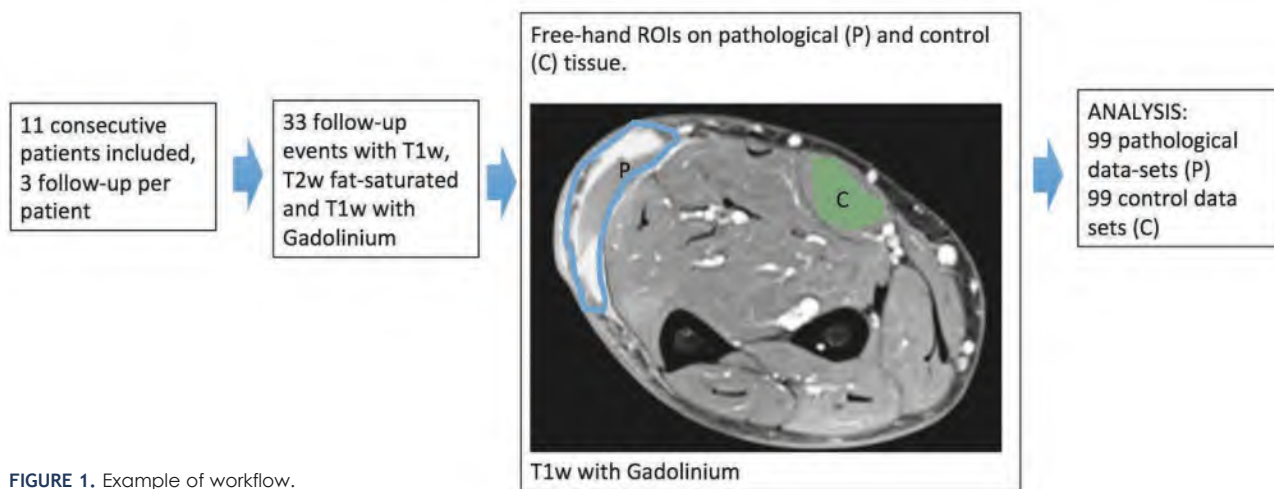 11 consecutive
patients included,
3 follow-up per
patient
33 follow-up
events with T1w,
T2w fat-saturated
and T1w with
Gadolinium
Free-hand ROIs on pathological (P) and control
(C) tissue.
P
C
T1w with Gadolinium
ANALYSIS:
99 pathological
data-sets (P)
99 control data
sets (C)
FIGURE 1. Example of workflow.